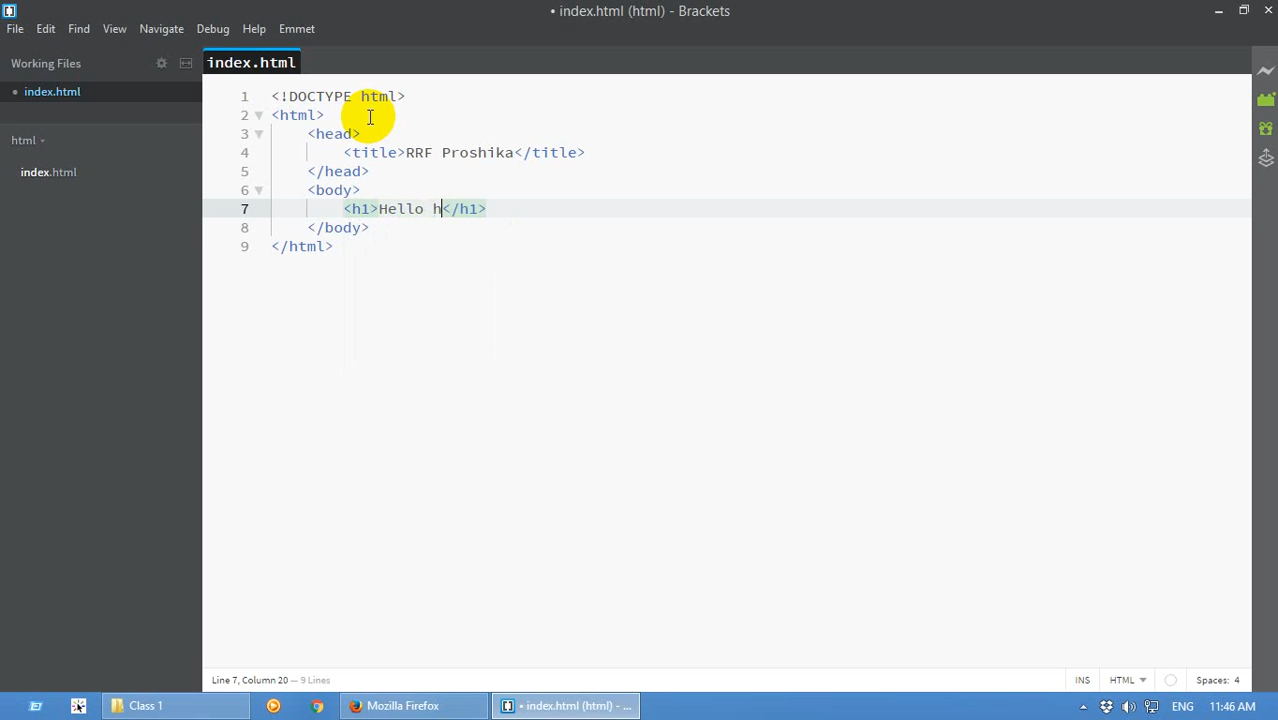 • index.html (html) - Brackets
File Edit Find View Navigate Debug Help Emmet
Working Files
index.html
• index.html
html
index.html
1 <!DOCTYPE html>
2 <html>
3 <head>
4 <title>RRF Proshika</title>
5 </head>
6 <body>
7 <h1>Hello h</h1>
8 </body>
9 </html>
Line 7, Column 20 — 9 Lines
INS HTML Spaces: 4
Class 1 Mozilla Firefox • index.html (html) - ... ENG 11:46 AM